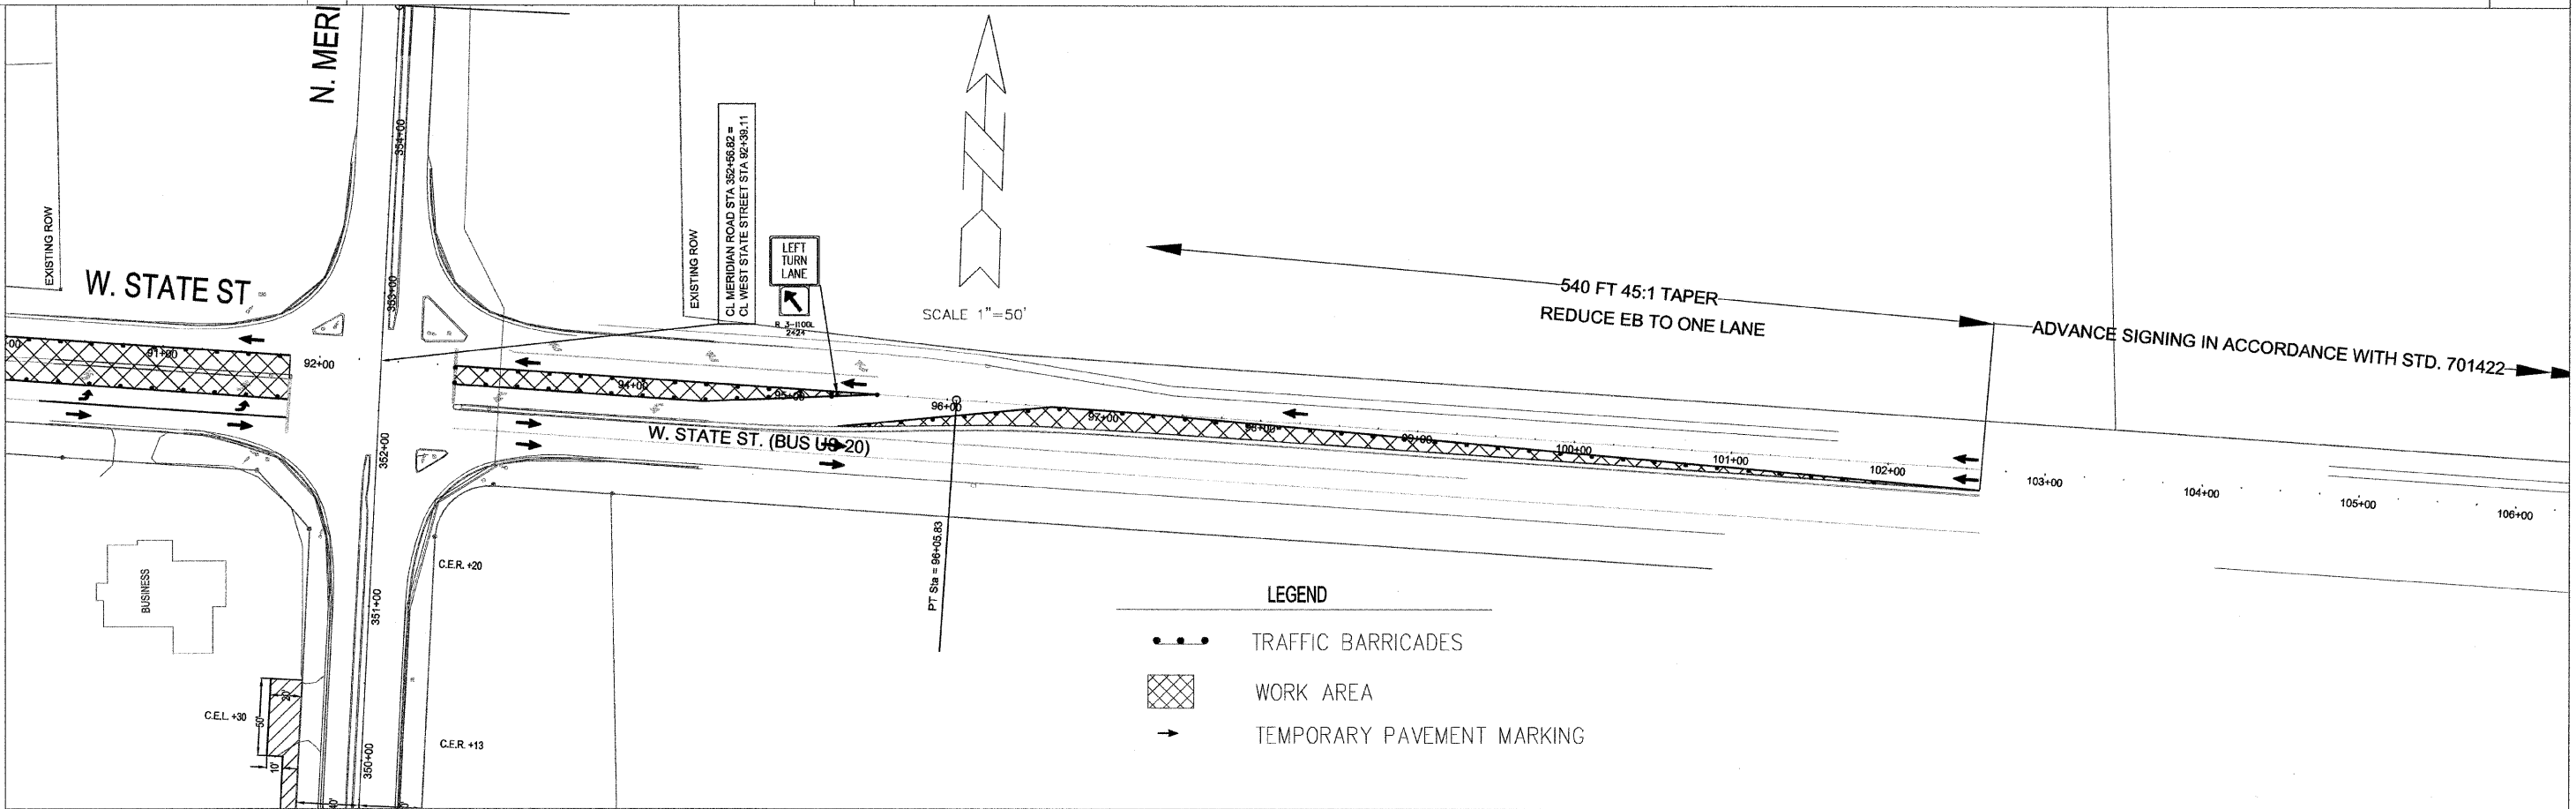 N. MERI
EXISTING ROW
W. STATE ST
354+00
353+00
EXISTING ROW
CL MERIDIAN ROAD STA 352+56.82 =
CL WEST STATE STREET STA 92+39.11
LEFT
TURN
LANE
R 3-I100L
2424
SCALE 1"=50'
540 FT 45:1 TAPER
REDUCE EB TO ONE LANE
ADVANCE SIGNING IN ACCORDANCE WITH STD. 701422
+00
91+00
92+00
94+00
95+00
96+00
97+00
98+00
99+00
100+00
101+00
102+00
103+00
104+00
105+00
106+00
352+00
W. STATE ST. (BUS US-20)
PT Sta = 96+05.83
BUSINESS
351+00
C.E.R. +20
C.E.L. +30
50'
20'
10'
C.E.R. +13
350+00
40'
LEGEND
TRAFFIC BARRICADES
WORK AREA
TEMPORARY PAVEMENT MARKING